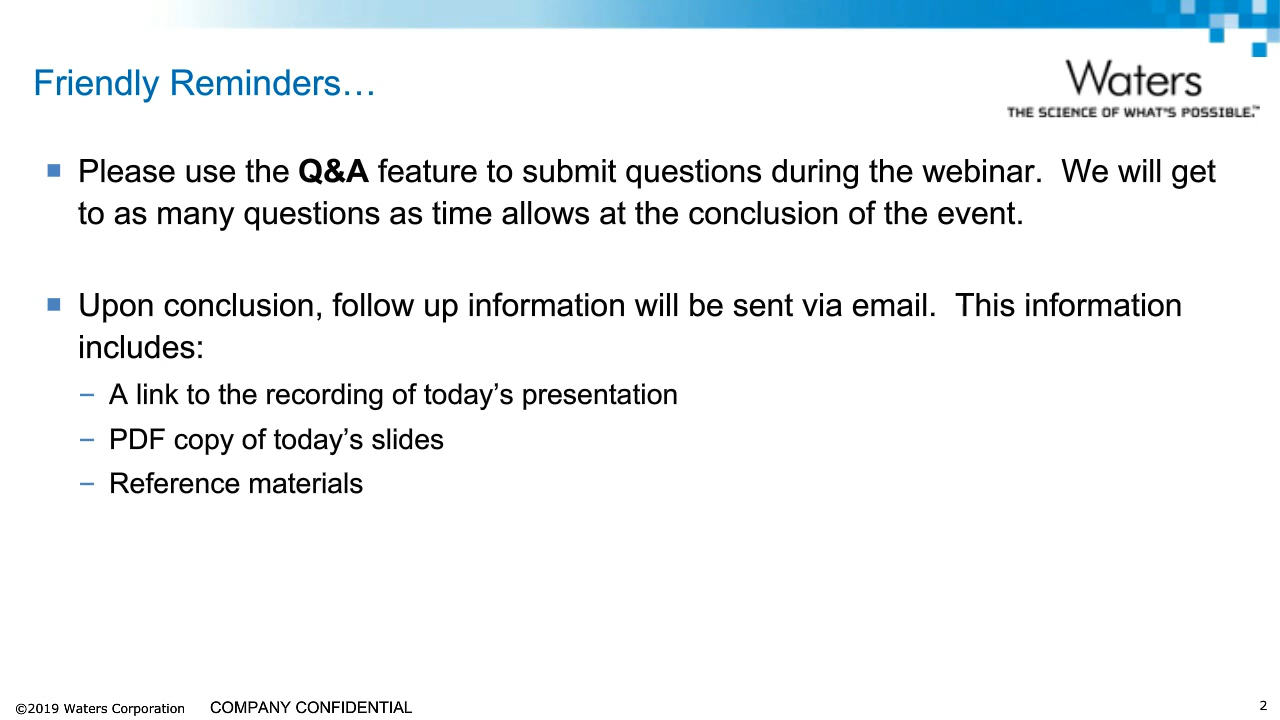 Friendly Reminders…
Waters
THE SCIENCE OF WHAT'S POSSIBLE.™
▪ Please use the Q&A feature to submit questions during the webinar.  We will get
to as many questions as time allows at the conclusion of the event.
▪ Upon conclusion, follow up information will be sent via email.  This information
includes:
– A link to the recording of today’s presentation
– PDF copy of today’s slides
– Reference materials
©2019 Waters Corporation COMPANY CONFIDENTIAL 2